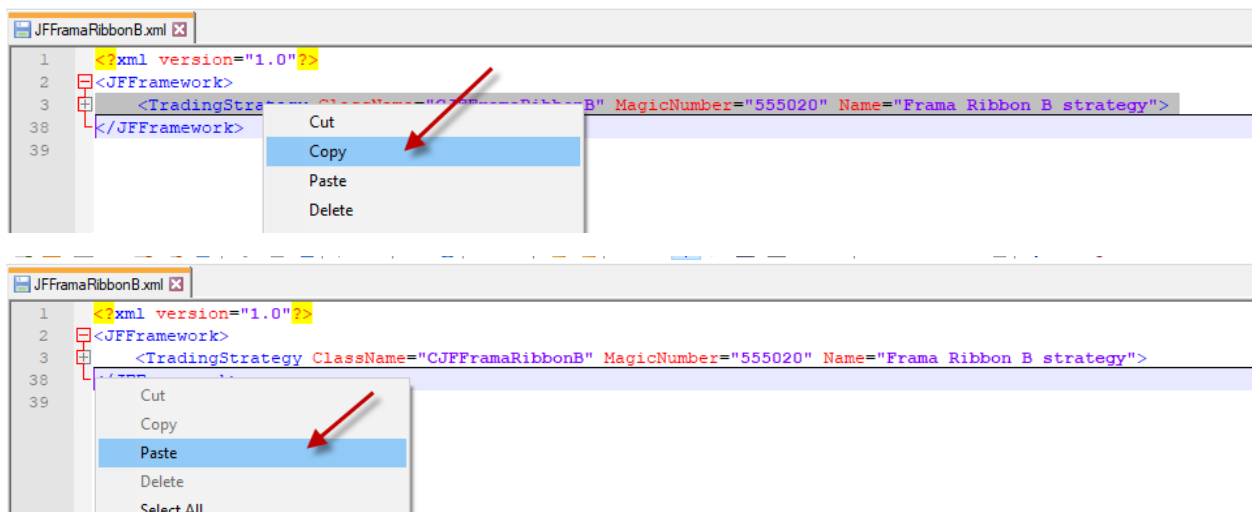 JFFramaRibbonB.xml
1 <?xml version="1.0"?>
2 <JFFramework>
3 <TradingStrategy ClassName="CJFFramaRibbonB" MagicNumber="555020" Name="Frama Ribbon B strategy">
38 </JFFramework>
39
Cut
Copy
Paste
Delete
JFFramaRibbonB.xml
1 <?xml version="1.0"?>
2 <JFFramework>
3 <TradingStrategy ClassName="CJFFramaRibbonB" MagicNumber="555020" Name="Frama Ribbon B strategy">
38
39
Cut
Copy
Paste
Delete
Select All